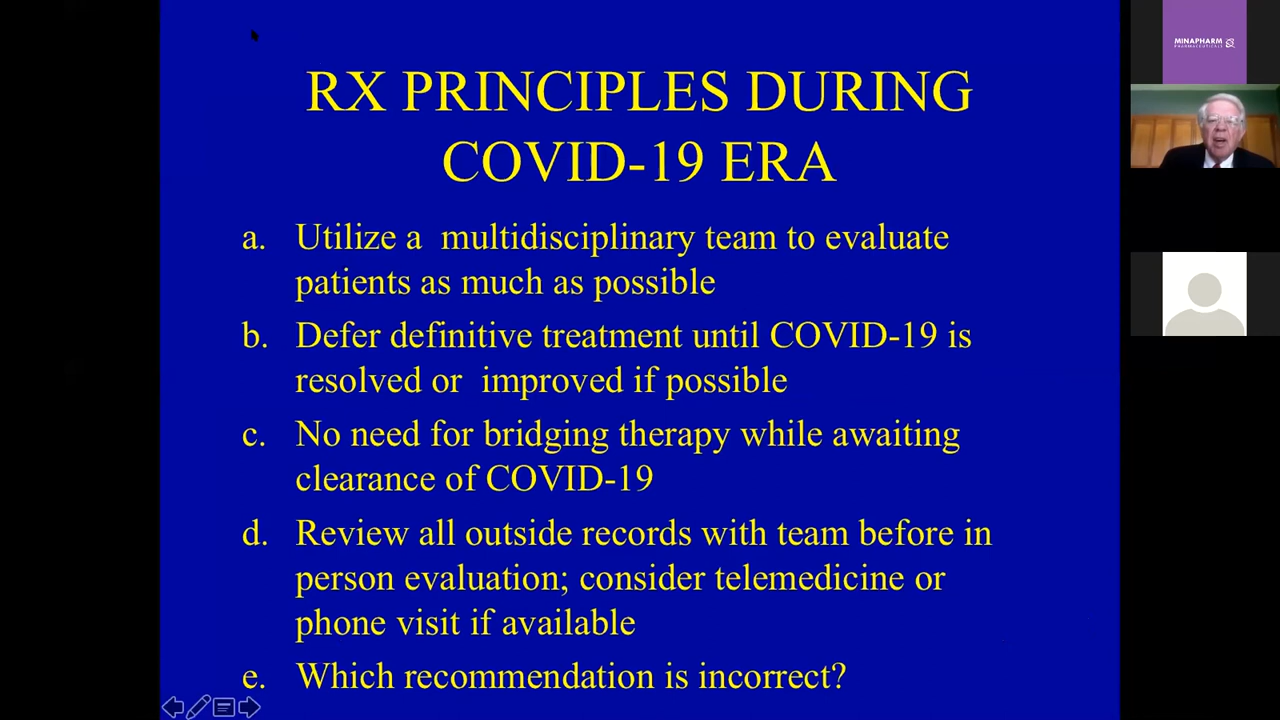 RX PRINCIPLES DURING
COVID-19 ERA
a. Utilize a multidisciplinary team to evaluate
patients as much as possible
b. Defer definitive treatment until COVID-19 is
resolved or improved if possible
c. No need for bridging therapy while awaiting
clearance of COVID-19
d. Review all outside records with team before in
person evaluation; consider telemedicine or
phone visit if available
e. Which recommendation is incorrect?
MINAPHARM
PHARMACEUTICALS